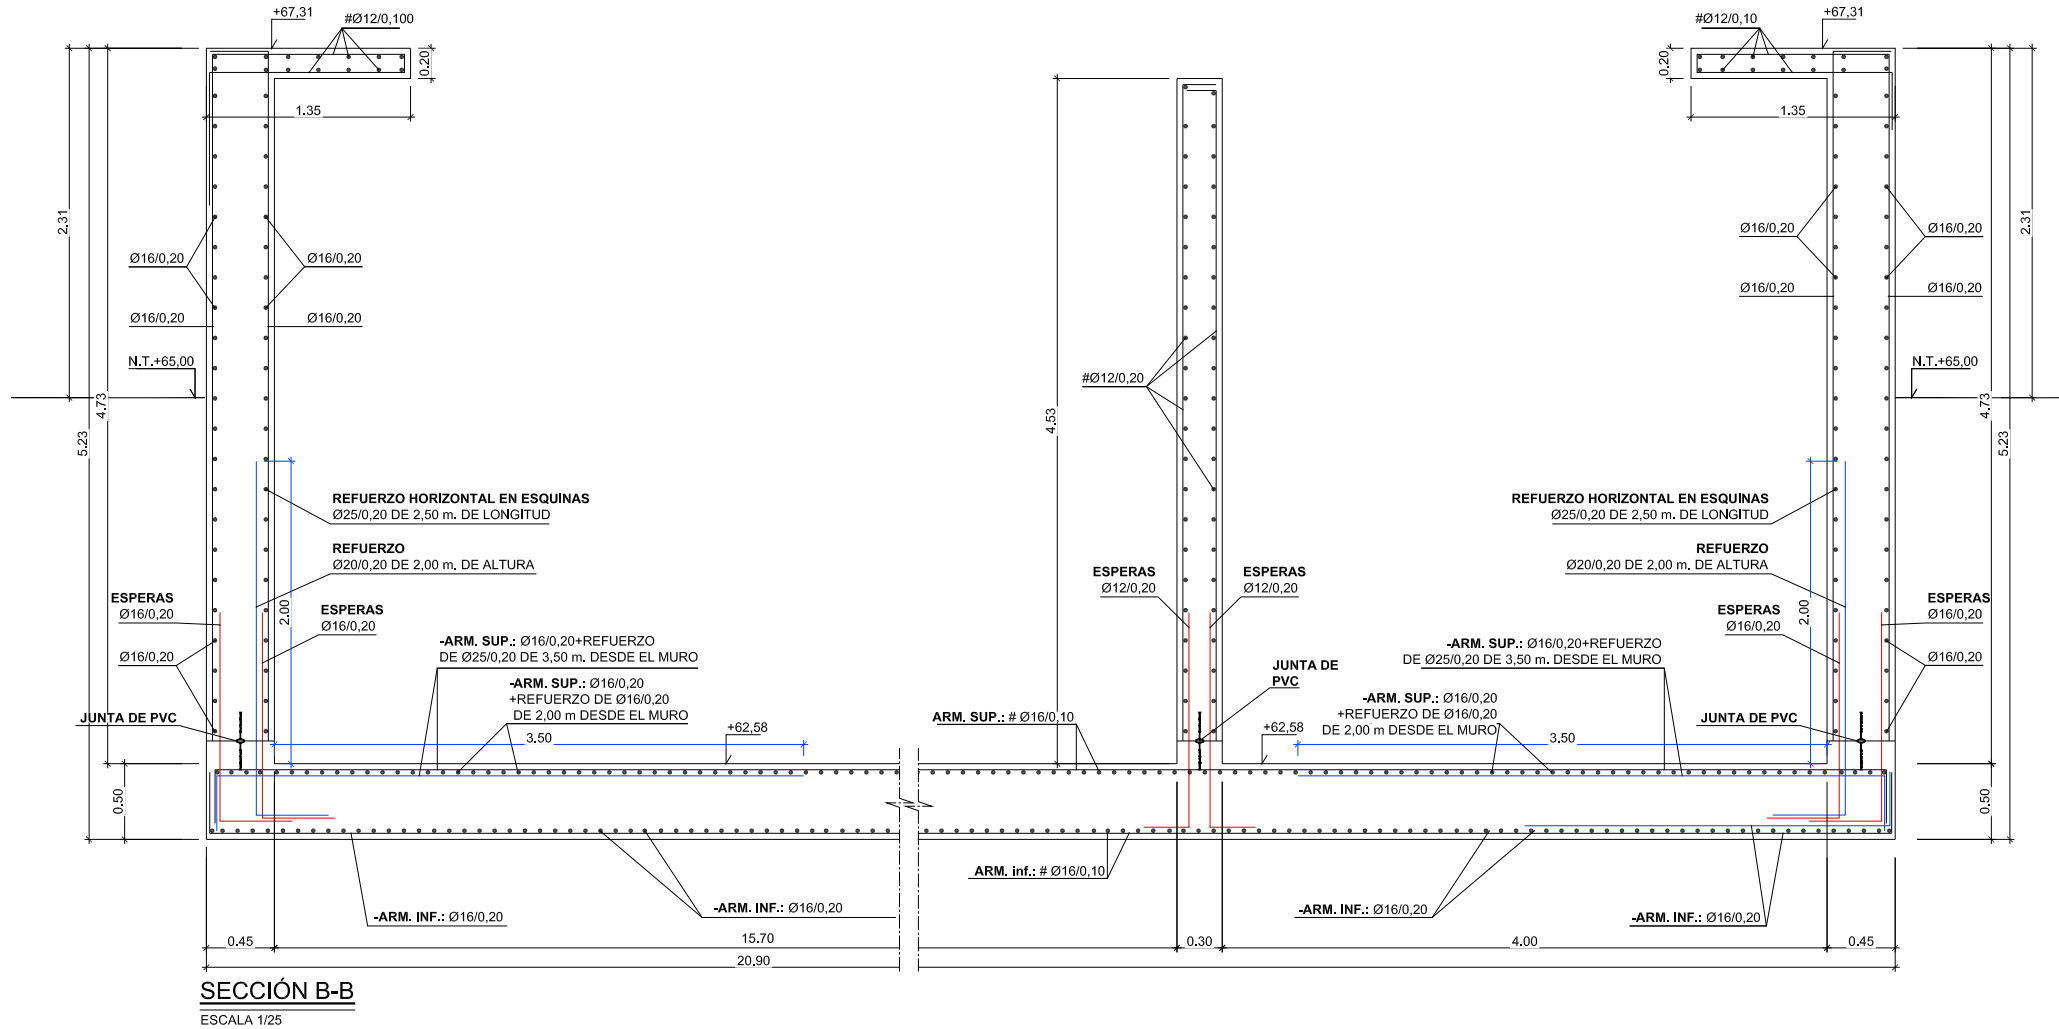 +67,31
#Ø12/0,100
0.20
1.35
2.31
4.73
5.23
Ø16/0,20
Ø16/0,20
Ø16/0,20
Ø16/0,20
N.T.+65,00
REFUERZO HORIZONTAL EN ESQUINAS
Ø25/0,20 DE 2,50 m. DE LONGITUD
REFUERZO
Ø20/0,20 DE 2,00 m. DE ALTURA
ESPERAS
Ø16/0,20
ESPERAS
Ø16/0,20
2.00
Ø16/0,20
-ARM. SUP.: Ø16/0,20+REFUERZO
DE Ø25/0,20 DE 3,50 m. DESDE EL MURO
-ARM. SUP.: Ø16/0,20
+REFUERZO DE Ø16/0,20
DE 2,00 m DESDE EL MURO
JUNTA DE PVC
3.50
+62,58
0.50
-ARM. INF.: Ø16/0,20
-ARM. INF.: Ø16/0,20
4.53
#Ø12/0,20
ESPERAS
Ø12/0,20
ESPERAS
Ø12/0,20
JUNTA DE
PVC
ARM. SUP.: # Ø16/0,10
+62,58
ARM. inf.: # Ø16/0,10
#Ø12/0,10
+67,31
0.20
1.35
2.31
4.73
5.23
Ø16/0,20
Ø16/0,20
Ø16/0,20
Ø16/0,20
N.T.+65,00
REFUERZO HORIZONTAL EN ESQUINAS
Ø25/0,20 DE 2,50 m. DE LONGITUD
REFUERZO
Ø20/0,20 DE 2,00 m. DE ALTURA
ESPERAS
Ø16/0,20
ESPERAS
Ø16/0,20
2.00
Ø16/0,20
-ARM. SUP.: Ø16/0,20+REFUERZO
DE Ø25/0,20 DE 3,50 m. DESDE EL MURO
-ARM. SUP.: Ø16/0,20
+REFUERZO DE Ø16/0,20
DE 2,00 m DESDE EL MURO
JUNTA DE PVC
3.50
0.50
-ARM. INF.: Ø16/0,20
-ARM. INF.: Ø16/0,20
0.45
15.70
0.30
4.00
0.45
20.90
SECCIÓN B-B
ESCALA 1/25